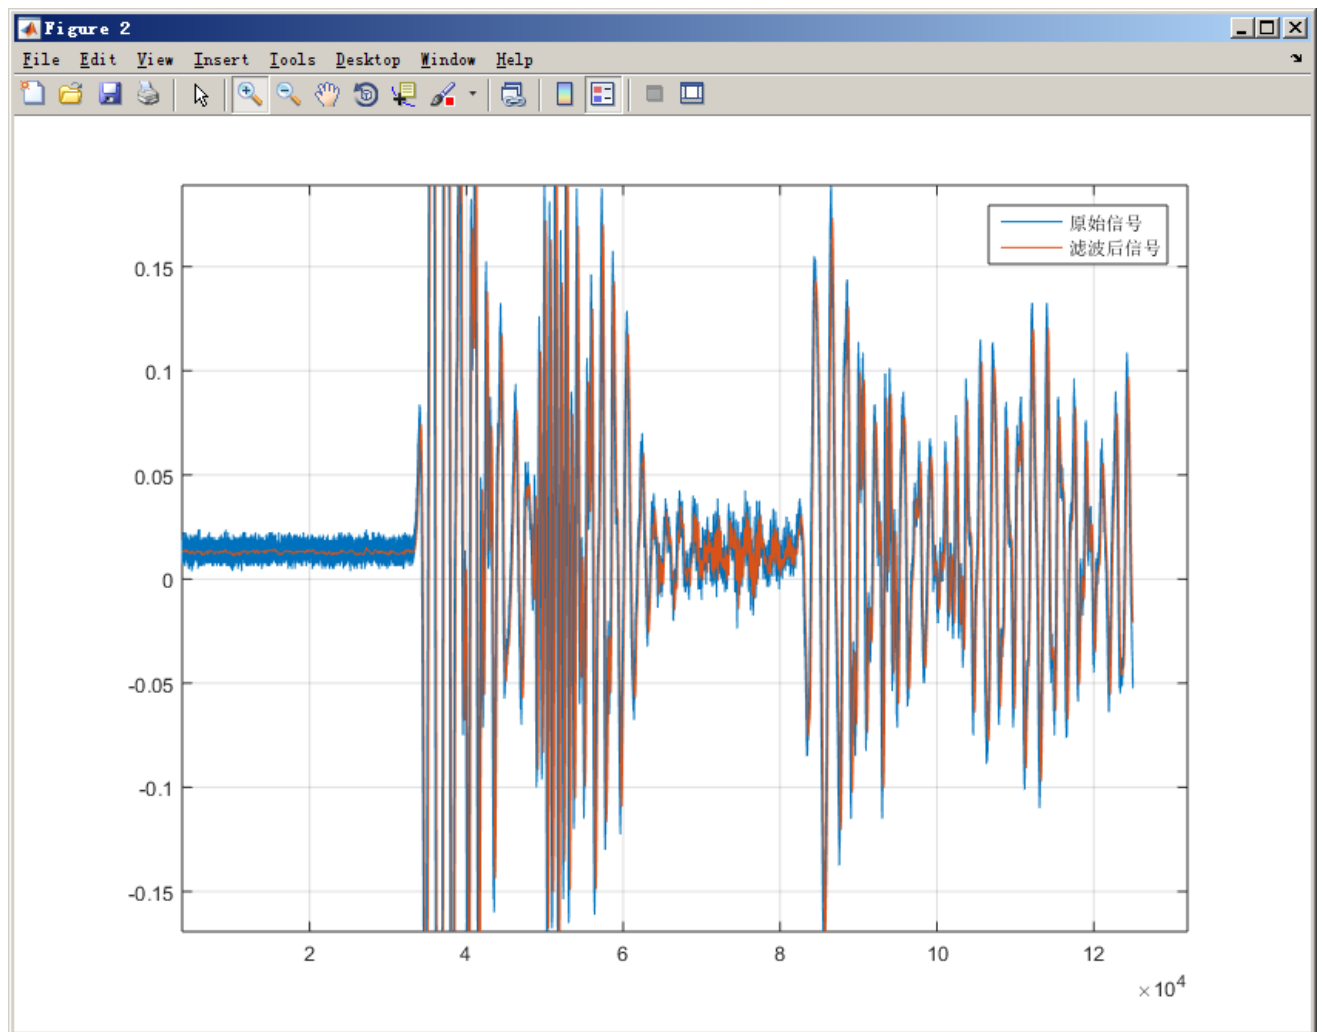 Figure 2
File Edit View Insert Tools Desktop Window Help
原始信号
滤波后信号
0.15
0.1
0.05
0
-0.05
-0.1
-0.15
2 4 6 8 10 12
×10⁴